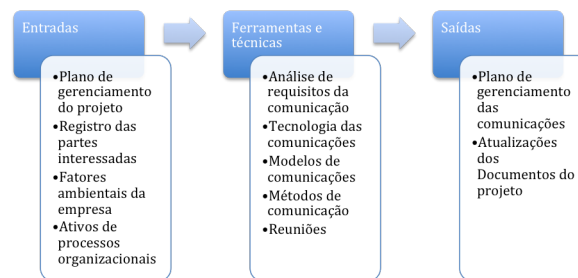 Entradas
•Plano de
gerenciamento
do projeto
•Registro das
partes
interessadas
•Fatores
ambientais da
empresa
•Ativos de
processos
organizacionais
Ferramentas e
técnicas
•Análise de
requisitos da
comunicação
•Tecnologia das
comunicações
•Modelos de
comunicações
•Métodos de
comunicação
•Reuniões
Saídas
•Plano de
gerenciamento
das
comunicações
•Atualizações
dos
Documentos do
projeto